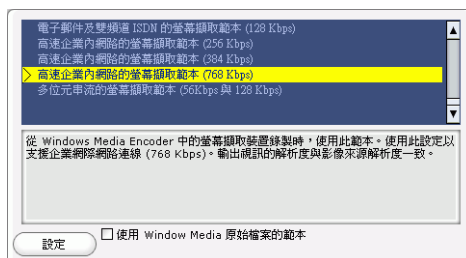 電子郵件及雙頻道 ISDN 的螢幕擷取範本 (128 Kbps)
高速企業內網路的螢幕擷取範本 (256 Kbps)
高速企業內網路的螢幕擷取範本 (384 Kbps)
> 高速企業內網路的螢幕擷取範本 (768 Kbps)
多位元串流的螢幕擷取範本 (56Kbps 與 128 Kbps)
從 Windows Media Encoder 中的螢幕擷取裝置錄製時，使用此範本。使用此設定以
支援企業網際網路連線 (768 Kbps)。輸出視訊的解析度與影像來源解析度一致。
設定
使用 Window Media 原始檔案的範本